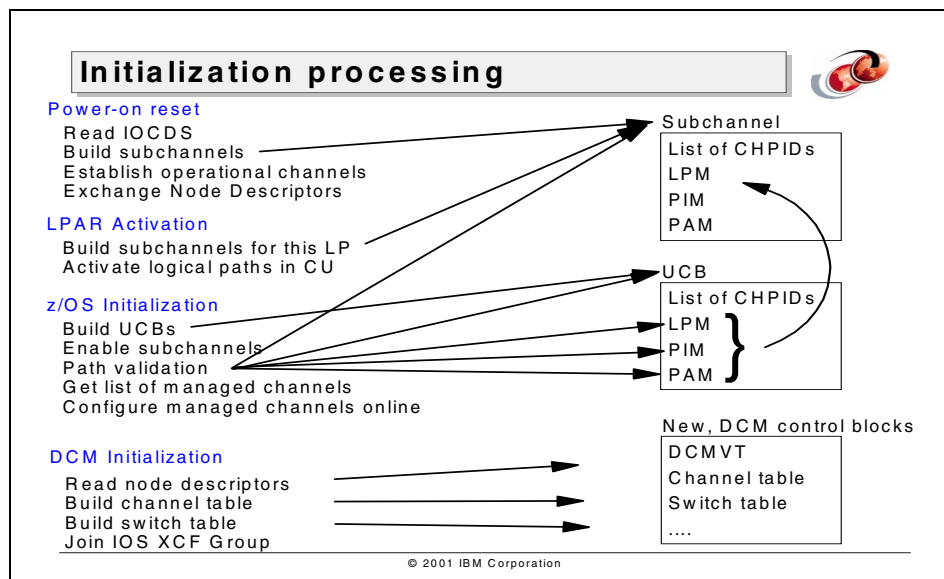 Initialization processing
Power-on reset
Read IOCDS
Build subchannels
Establish operational channels
Exchange Node Descriptors
LPAR Activation
Build subchannels for this LP
Activate logical paths in CU
z/OS Initialization
Build UCBs
Enable subchannels
Path validation
Get list of managed channels
Configure managed channels online
DCM Initialization
Read node descriptors
Build channel table
Build switch table
Join IOS XCF Group
Subchannel
List of CHPIDs
LPM
PIM
PAM
UCB
List of CHPIDs
LPM
PIM
PAM
}
New, DCM control blocks
DCMVT
Channel table
Switch table
....
© 2001 IBM Corporation